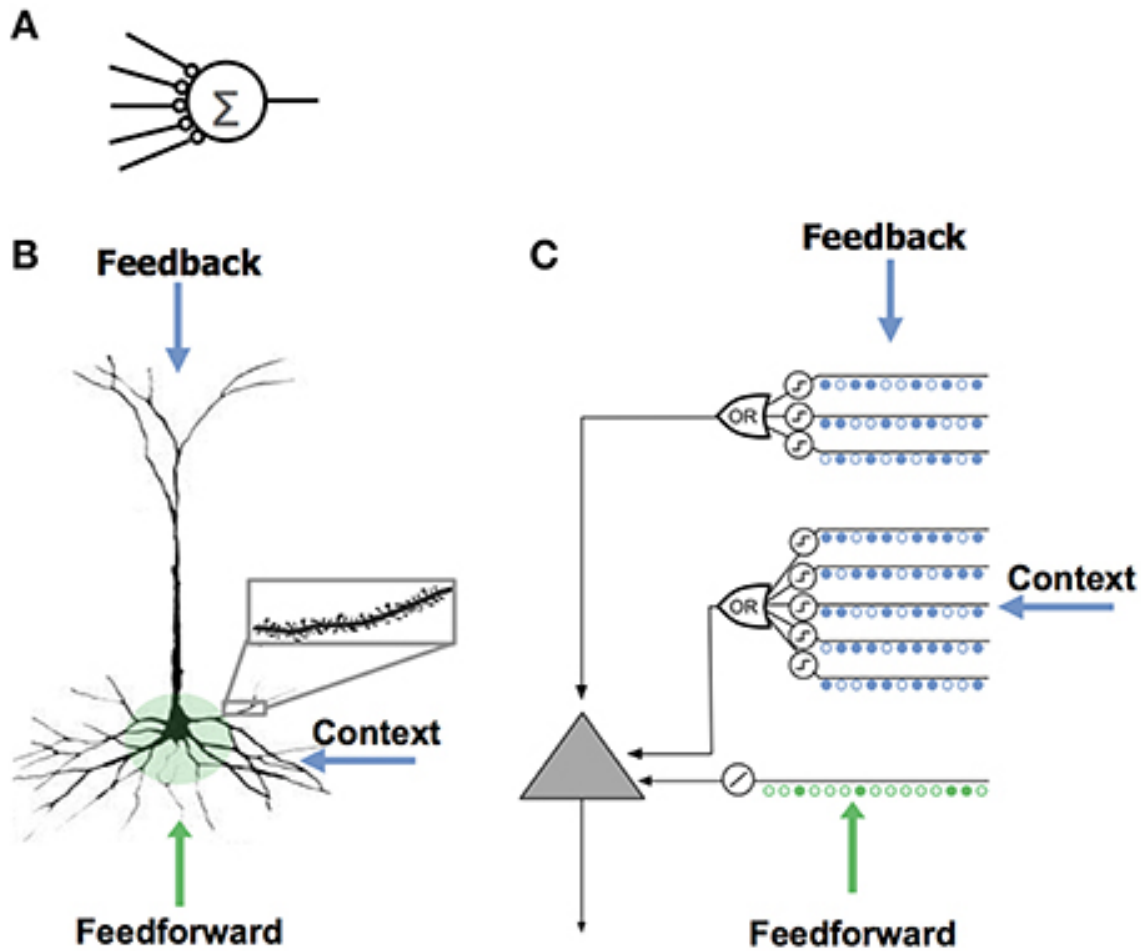 A
Σ
B
Feedback
Context
Feedforward
C
Feedback
OR
OR
Context
Feedforward